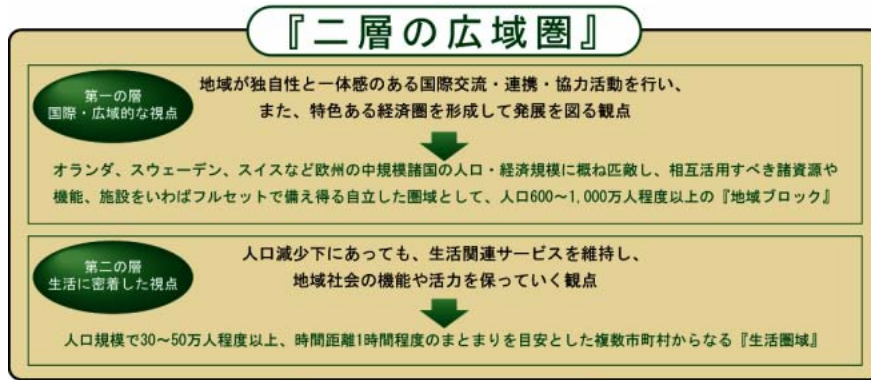 『二層の広域圏』
第一の層
国際・広域的な視点
地域が独自性と一体感のある国際交流・連携・協力活動を行い、
また、特色ある経済圏を形成して発展を図る観点
オランダ、スウェーデン、スイスなど欧州の中規模諸国の人口・経済規模に概ね匹敵し、相互活用すべき諸資源や
機能、施設をいわばフルセットで備え得る自立した圏域として、人口600～1,000万人程度以上の『地域ブロック』
第二の層
生活に密着した視点
人口減少下にあっても、生活関連サービスを維持し、
地域社会の機能や活力を保っていく観点
人口規模で30～50万人程度以上、時間距離1時間程度のまとまりを目安とした複数市町村からなる『生活圏域』